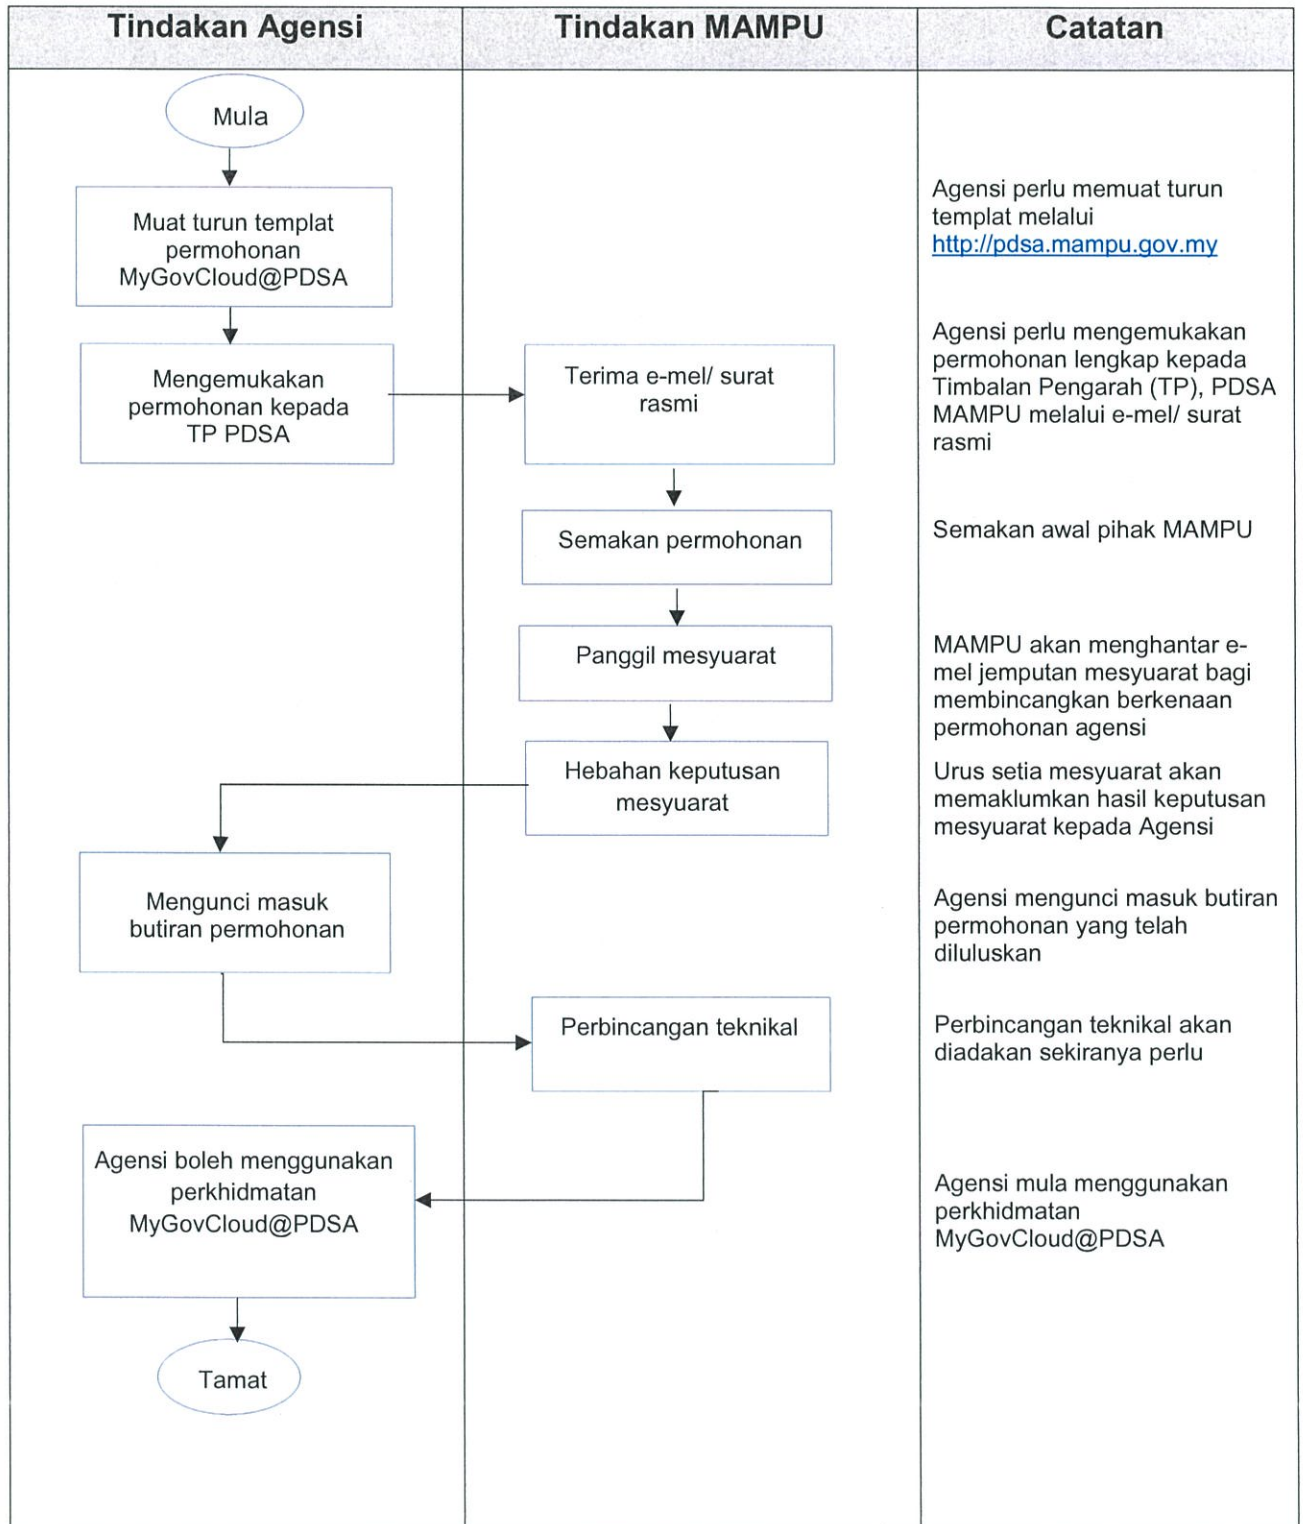 Tindakan Agensi
Tindakan MAMPU
Catatan
Mula
Muat turun templat
permohonan
MyGovCloud@PDSA
Agensi perlu memuat turun
templat melalui
http://pdsa.mampu.gov.my
Mengemukakan
permohonan kepada
TP PDSA
Terima e-mel/ surat
rasmi
Agensi perlu mengemukakan
permohonan lengkap kepada
Timbalan Pengarah (TP), PDSA
MAMPU melalui e-mel/ surat
rasmi
Semakan permohonan
Semakan awal pihak MAMPU
Panggil mesyuarat
MAMPU akan menghantar e-
mel jemputan mesyuarat bagi
membincangkan berkenaan
permohonan agensi
Hebahan keputusan
mesyuarat
Urus setia mesyuarat akan
memaklumkan hasil keputusan
mesyuarat kepada Agensi
Mengunci masuk
butiran permohonan
Agensi mengunci masuk butiran
permohonan yang telah
diluluskan
Perbincangan teknikal
Perbincangan teknikal akan
diadakan sekiranya perlu
Agensi boleh menggunakan
perkhidmatan
MyGovCloud@PDSA
Agensi mula menggunakan
perkhidmatan
MyGovCloud@PDSA
Tamat